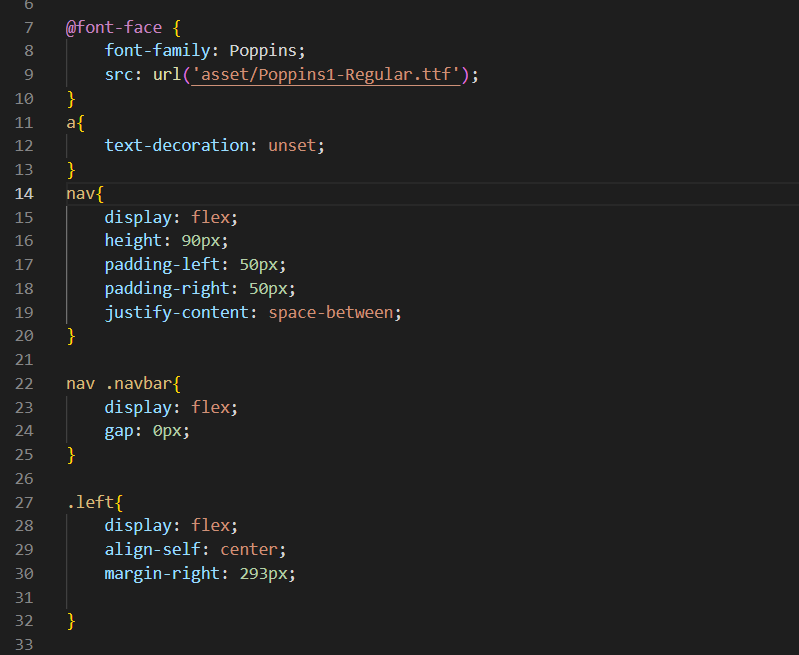 6
7 @font-face {
8 font-family: Poppins;
9 src: url('asset/Poppins1-Regular.ttf');
10 }
11 a{
12 text-decoration: unset;
13 }
14 nav{
15 display: flex;
16 height: 90px;
17 padding-left: 50px;
18 padding-right: 50px;
19 justify-content: space-between;
20 }
21
22 nav .navbar{
23 display: flex;
24 gap: 0px;
25 }
26
27 .left{
28 display: flex;
29 align-self: center;
30 margin-right: 293px;
31
32 }
33